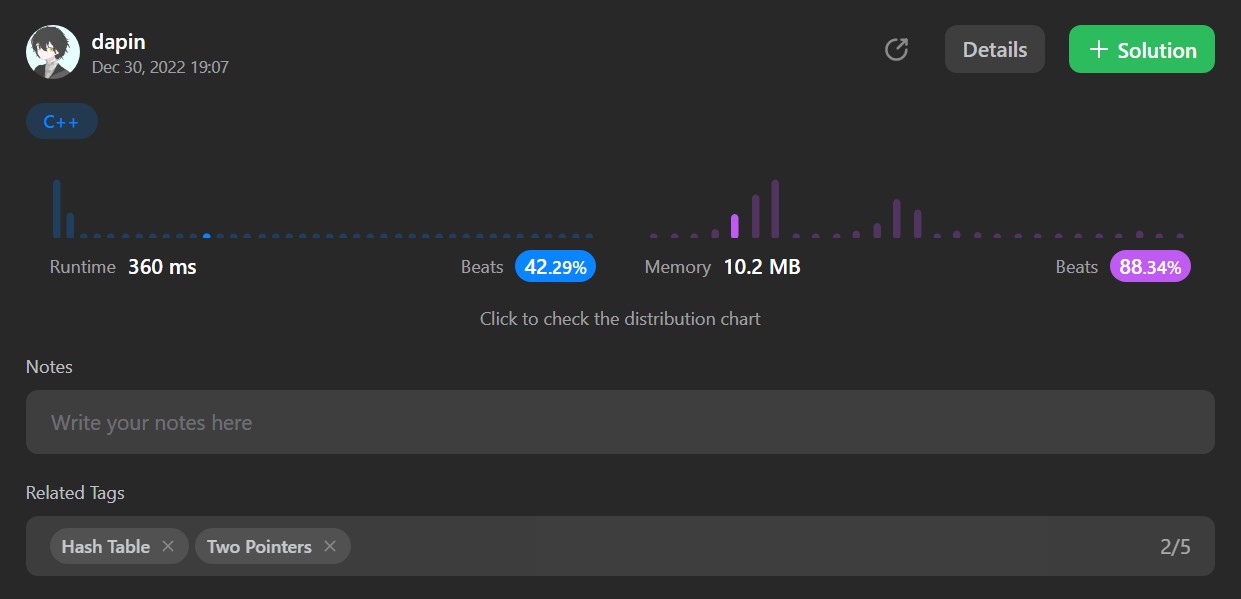 dapin
Dec 30, 2022 19:07
Details
+ Solution
C++
Runtime 360 ms Beats 42.29%
Memory 10.2 MB Beats 88.34%
Click to check the distribution chart
Notes
Write your notes here
Related Tags
Hash Table × Two Pointers × 2/5